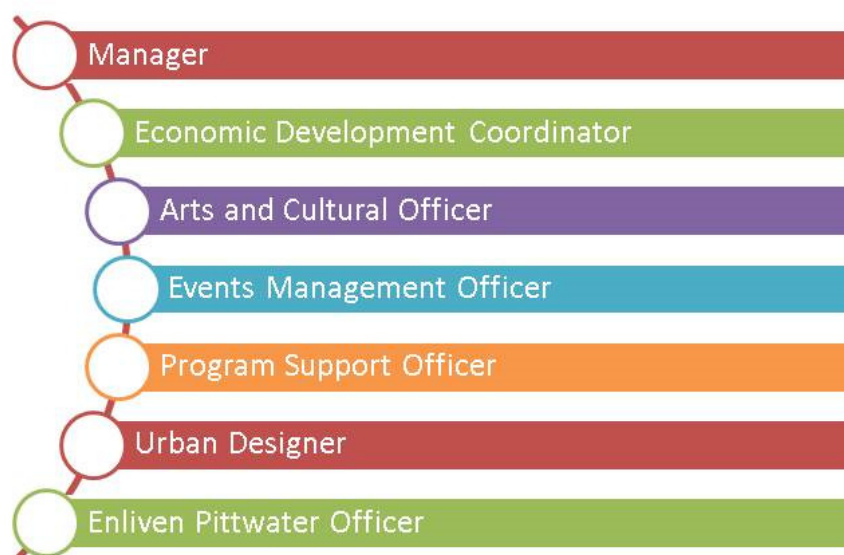 Manager
Economic Development Coordinator
Arts and Cultural Officer
Events Management Officer
Program Support Officer
Urban Designer
Enliven Pittwater Officer